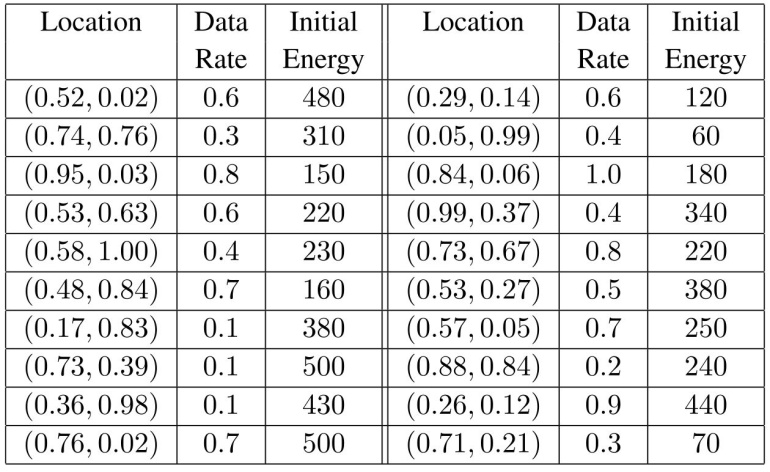 Location Data Initial Location Data Initial
Rate Energy Rate Energy
(0.52, 0.02) 0.6 480 (0.29, 0.14) 0.6 120
(0.74, 0.76) 0.3 310 (0.05, 0.99) 0.4 60
(0.95, 0.03) 0.8 150 (0.84, 0.06) 1.0 180
(0.53, 0.63) 0.6 220 (0.99, 0.37) 0.4 340
(0.58, 1.00) 0.4 230 (0.73, 0.67) 0.8 220
(0.48, 0.84) 0.7 160 (0.53, 0.27) 0.5 380
(0.17, 0.83) 0.1 380 (0.57, 0.05) 0.7 250
(0.73, 0.39) 0.1 500 (0.88, 0.84) 0.2 240
(0.36, 0.98) 0.1 430 (0.26, 0.12) 0.9 440
(0.76, 0.02) 0.7 500 (0.71, 0.21) 0.3 70